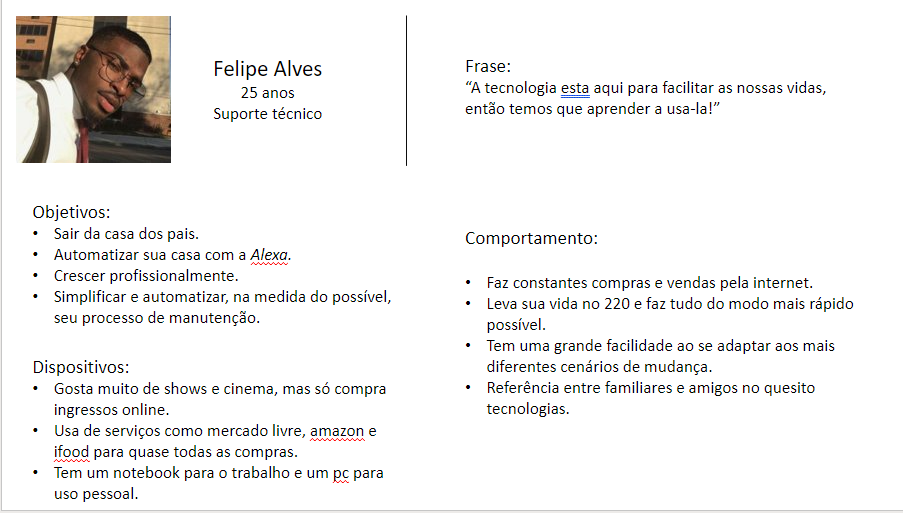 Felipe Alves
25 anos
Suporte técnico
Frase:
“A tecnologia esta aqui para facilitar as nossas vidas,
então temos que aprender a usa-la!”
Objetivos:
• Sair da casa dos pais.
• Automatizar sua casa com a Alexa.
• Crescer profissionalmente.
• Simplificar e automatizar, na medida do possível,
seu processo de manutenção.
Dispositivos:
• Gosta muito de shows e cinema, mas só compra
ingressos online.
• Usa de serviços como mercado livre, amazon e
ifood para quase todas as compras.
• Tem um notebook para o trabalho e um pc para
uso pessoal.
Comportamento:
• Faz constantes compras e vendas pela internet.
• Leva sua vida no 220 e faz tudo do modo mais rápido
possível.
• Tem uma grande facilidade ao se adaptar aos mais
diferentes cenários de mudança.
• Referência entre familiares e amigos no quesito
tecnologias.